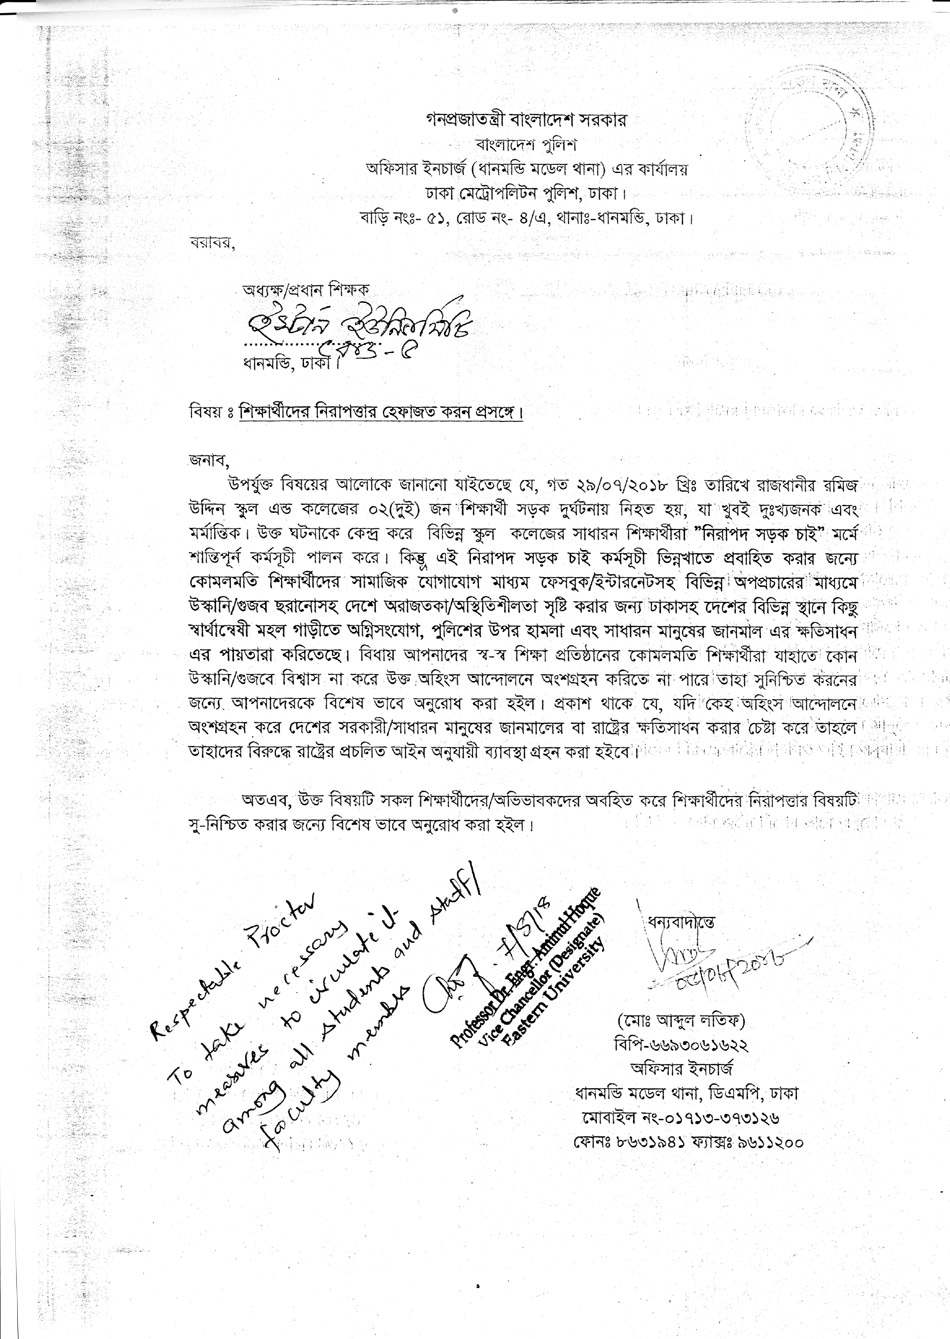 গনপ্রজাতন্ত্রী বাংলাদেশ সরকার
বাংলাদেশ পুলিশ
অফিসার ইনচার্জ (ধানমন্ডি মডেল থানা) এর কার্যালয়
ঢাকা মেট্রোপলিটন পুলিশ, ঢাকা।
বাড়ি নংঃ- ৫১, রোড নং- ৪/এ, থানাঃ-ধানমন্ডি, ঢাকা।
বরাবর,
অধ্যক্ষ/প্রধান শিক্ষক
ইস্টার্ন ইউনিভার্সিটি
রোড - ৫
ধানমন্ডি, ঢাকা।
বিষয় ঃ শিক্ষার্থীদের নিরাপত্তার হেফাজত করন প্রসঙ্গে।
জনাব,
উপর্যুক্ত বিষয়ের আলোকে জানানো যাইতেছে যে, গত ২৯/০৭/২০১৮ খ্রিঃ তারিখে রাজধানীর রমিজ
উদ্দিন স্কুল এন্ড কলেজের ০২(দুই) জন শিক্ষার্থী সড়ক দুর্ঘটনায় নিহত হয়, যা খুবই দুঃখ্যজনক এবং
মর্মান্তিক। উক্ত ঘটনাকে কেন্দ্র করে বিভিন্ন স্কুল কলেজের সাধারন শিক্ষার্থীরা "নিরাপদ সড়ক চাই" মর্মে
শান্তিপূর্ন কর্মসূচী পালন করে। কিন্তু এই নিরাপদ সড়ক চাই কর্মসূচী ভিন্নখাতে প্রবাহিত করার জন্যে
কোমলমতি শিক্ষার্থীদের সামাজিক যোগাযোগ মাধ্যম ফেসবুক/ইন্টারনেটসহ বিভিন্ন অপপ্রচারের মাধ্যমে
উস্কানি/গুজব ছরানোসহ দেশে অরাজতকা/অস্থিতিশীলতা সৃষ্টি করার জন্য ঢাকাসহ দেশের বিভিন্ন স্থানে কিছু
স্বার্থান্বেষী মহল গাড়ীতে অগ্নিসংযোগ, পুলিশের উপর হামলা এবং সাধারন মানুষের জানমাল এর ক্ষতিসাধন
এর পায়তারা করিতেছে। বিধায় আপনাদের স্ব-স্ব শিক্ষা প্রতিষ্ঠানের কোমলমতি শিক্ষার্থীরা যাহাতে কোন
উস্কানি/গুজবে বিশ্বাস না করে উক্ত অহিংস আন্দোলনে অংশগ্রহন করিতে না পারে তাহা সুনিশ্চিত করনের
জন্যে আপনাদেরকে বিশেষ ভাবে অনুরোধ করা হইল। প্রকাশ থাকে যে, যদি কেহ অহিংস আন্দোলনে
অংশগ্রহন করে দেশের সরকারী/সাধারন মানুষের জানমালের বা রাষ্ট্রের ক্ষতিসাধন করার চেষ্টা করে তাহলে
তাহাদের বিরুদ্ধে রাষ্ট্রের প্রচলিত আইন অনুযায়ী ব্যাবস্থা গ্রহন করা হইবে।
অতএব, উক্ত বিষয়টি সকল শিক্ষার্থীদের/অভিভাবকদের অবহিত করে শিক্ষার্থীদের নিরাপত্তার বিষয়টি
সু-নিশ্চিত করার জন্যে বিশেষ ভাবে অনুরোধ করা হইল।
Respectable Proctor
To take necessary
measures to circulate it
among all students and staff/
faculty members
7/8/18
Professor Dr. Engr. Aminul Hoque
Vice Chancellor (Designate)
Eastern University
ধন্যবাদান্তে
(মোঃ আব্দুল লতিফ)
বিপি-৬৬৯৩০৬১৬২২
অফিসার ইনচার্জ
ধানমন্ডি মডেল থানা, ডিএমপি, ঢাকা
মোবাইল নং-০১৭১৩-৩৭৩১২৬
ফোনঃ ৮৬৩১৯৪১ ফ্যাক্সঃ ৯৬১১২০০